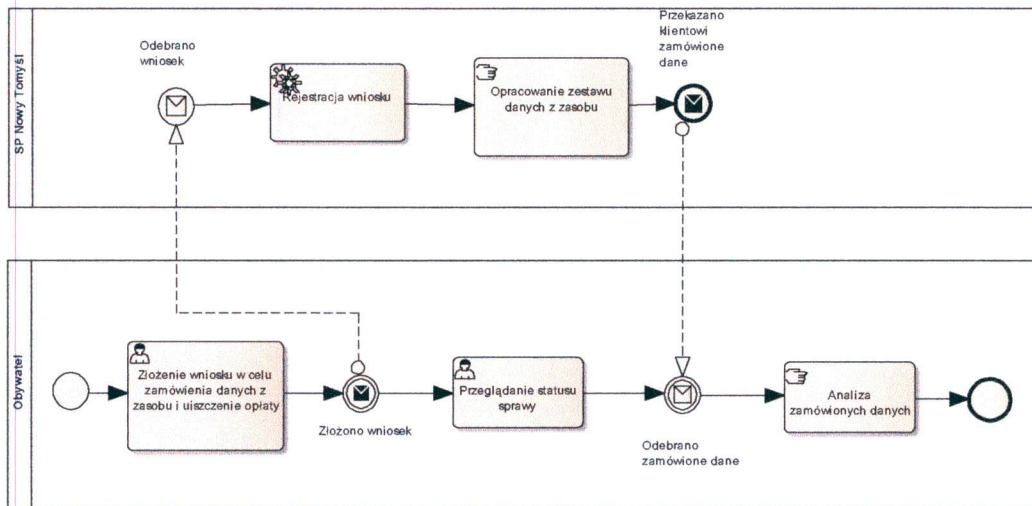 SP Nowy Tomyśl
Odebrano
wniosek
Rejestracja wniosku
Opracowanie zestawu
danych z zasobu
Przekazano
klientowi
zamówione
dane
Obywatel
Złożenie wniosku w celu
zamówienia danych z
zasobu i uiszczenie opłaty
Złożono wniosek
Przeglądanie statusu
sprawy
Odebrano
zamówione dane
Analiza
zamówionych danych